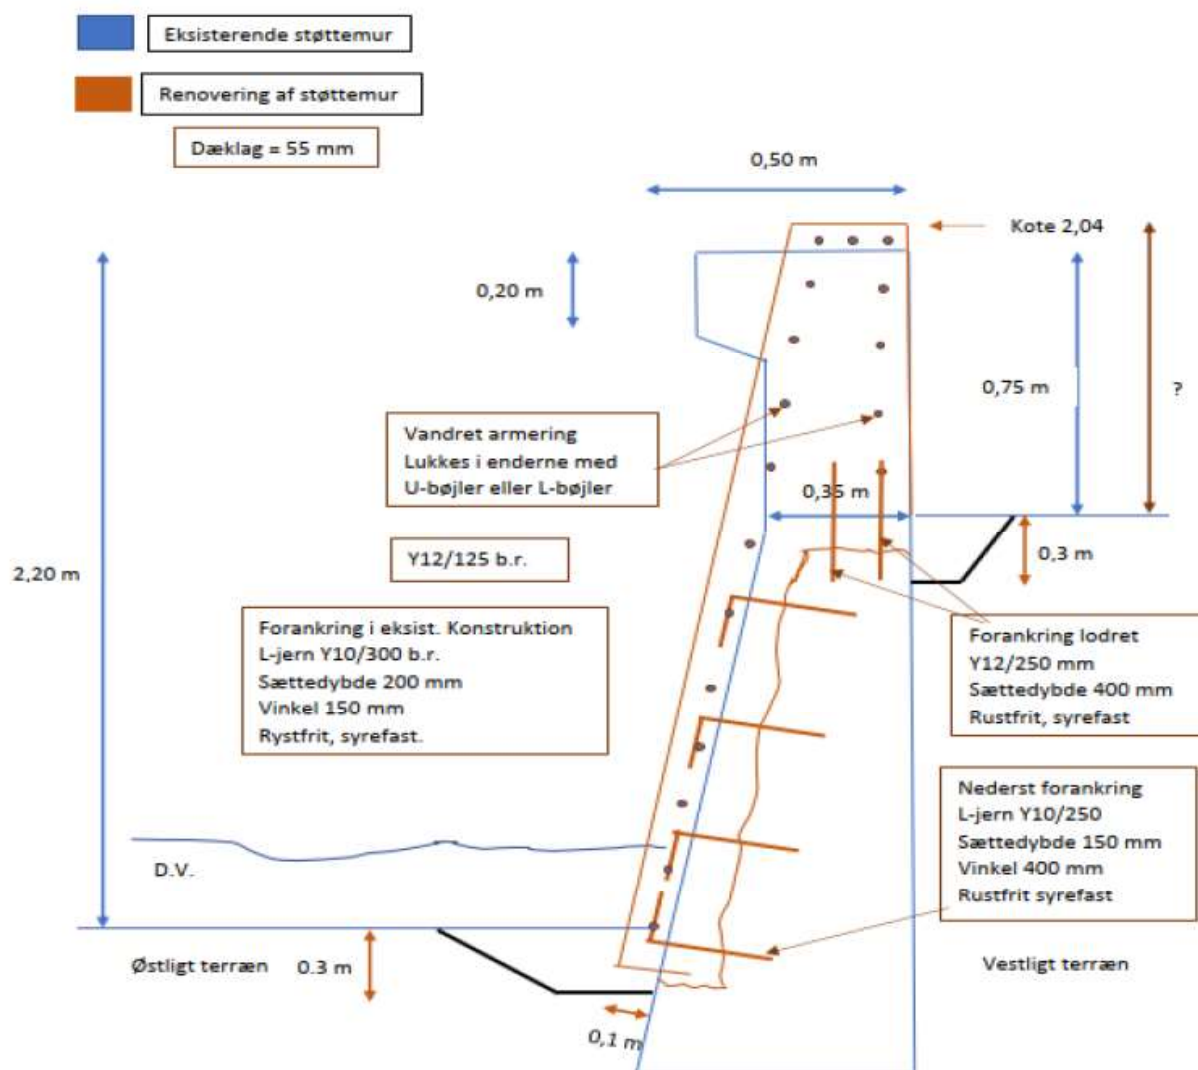 Eksisterende støttemur
Renovering af støttemur
Dæklag = 55 mm
0,50 m
Kote 2,04
0,20 m
0,75 m
?
Vandret armering
Lukkes i enderne med
U-bøjler eller L-bøjler
0,35 m
Y12/125 b.r.
0,3 m
2,20 m
Forankring i eksist. Konstruktion
L-jern Y10/300 b.r.
Sættedybde 200 mm
Vinkel 150 mm
Rystfrit, syrefast.
Forankring lodret
Y12/250 mm
Sættedybde 400 mm
Rustfrit, syrefast
Nederst forankring
L-jern Y10/250
Sættedybde 150 mm
Vinkel 400 mm
Rustfrit syrefast
D.V.
Østligt terræn
0.3 m
Vestligt terræn
0,1 m